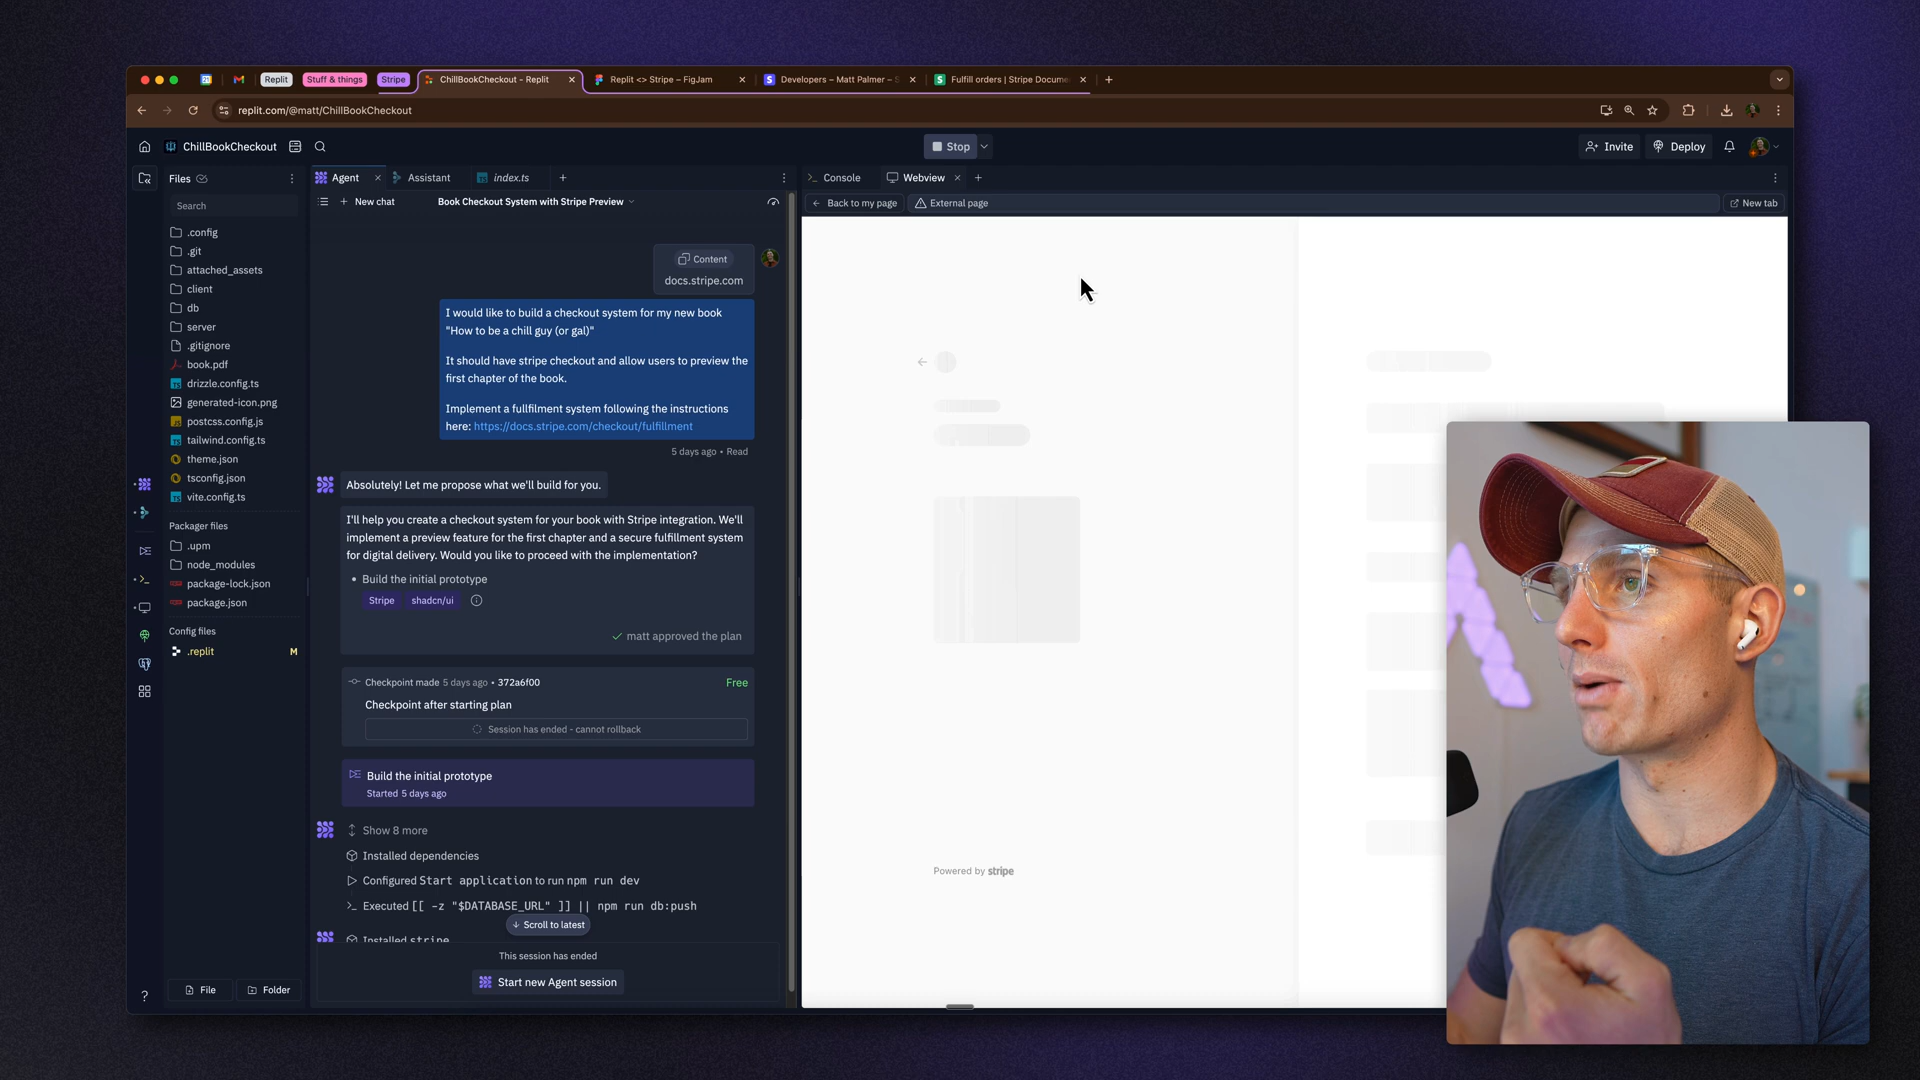 Replit
Stuff & things
Stripe
ChillBookCheckout - Replit
Replit <> Stripe – FigJam
Developers – Matt Palmer – S
Fulfill orders | Stripe Docume
replit.com/@matt/ChillBookCheckout
ChillBookCheckout
Stop
Invite
Deploy
Files
Agent
Assistant
index.ts
Console
Webview
Search
New chat
Book Checkout System with Stripe Preview
Back to my page
External page
New tab
.config
.git
attached_assets
client
db
server
.gitignore
book.pdf
drizzle.config.ts
generated-icon.png
postcss.config.js
tailwind.config.ts
theme.json
tsconfig.json
vite.config.ts
Packager files
.upm
node_modules
package-lock.json
package.json
Config files
.replit
M
File
Folder
Content
docs.stripe.com
I would like to build a checkout system for my new book
"How to be a chill guy (or gal)"
It should have stripe checkout and allow users to preview the
first chapter of the book.
Implement a fullfilment system following the instructions
here: https://docs.stripe.com/checkout/fulfillment
5 days ago • Read
Absolutely! Let me propose what we'll build for you.
I'll help you create a checkout system for your book with Stripe integration. We'll
implement a preview feature for the first chapter and a secure fulfillment system
for digital delivery. Would you like to proceed with the implementation?
• Build the initial prototype
Stripe
shadcn/ui
matt approved the plan
Checkpoint made 5 days ago • 372a6f00
Free
Checkpoint after starting plan
Session has ended - cannot rollback
Build the initial prototype
Started 5 days ago
Show 8 more
Installed dependencies
Configured Start application to run npm run dev
Executed [[ -z "$DATABASE_URL" ]] || npm run db:push
Scroll to latest
Installed stripe
This session has ended
Start new Agent session
Powered by stripe